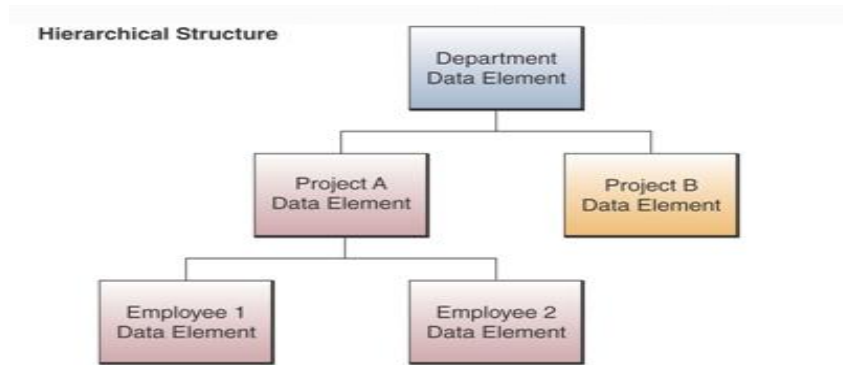 Hierarchical Structure
Department
Data Element
Project A
Data Element
Project B
Data Element
Employee 1
Data Element
Employee 2
Data Element